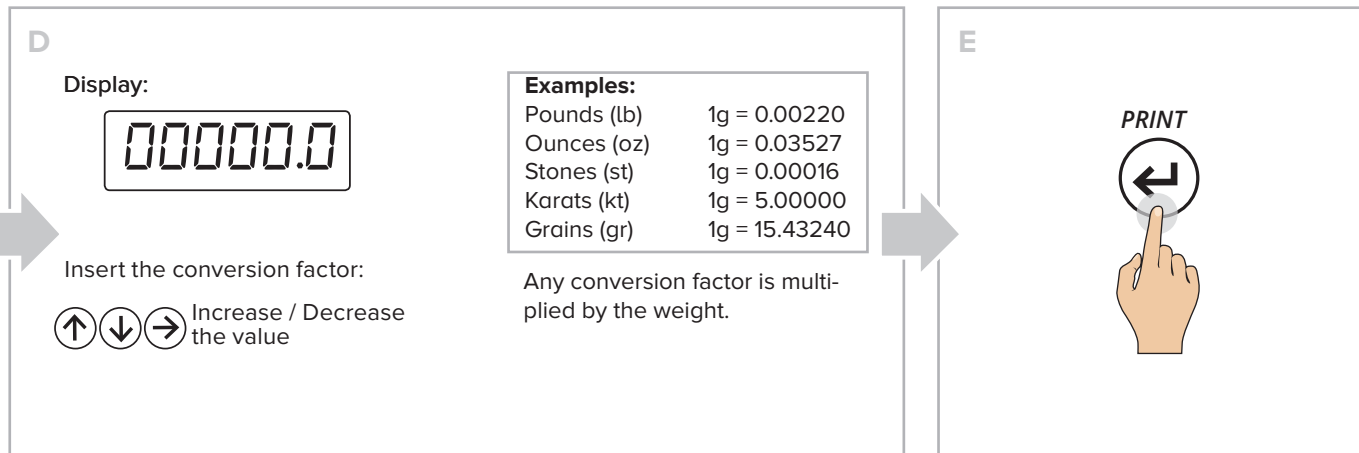 D
Display:
00000.0
Insert the conversion factor:
Increase / Decrease
the value
Examples:
Pounds (lb) 1g = 0.00220
Ounces (oz) 1g = 0.03527
Stones (st) 1g = 0.00016
Karats (kt) 1g = 5.00000
Grains (gr) 1g = 15.43240
Any conversion factor is multi-
plied by the weight.
E
PRINT